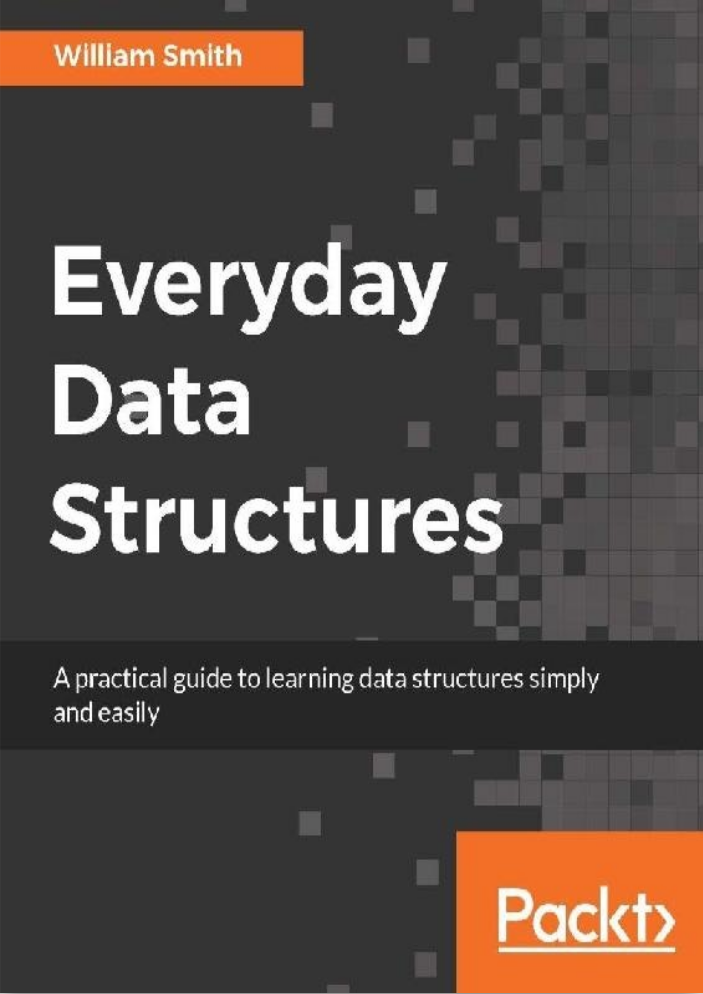 William Smith
Everyday
Data
Structures
A practical guide to learning data structures simply
and easily
Packt>